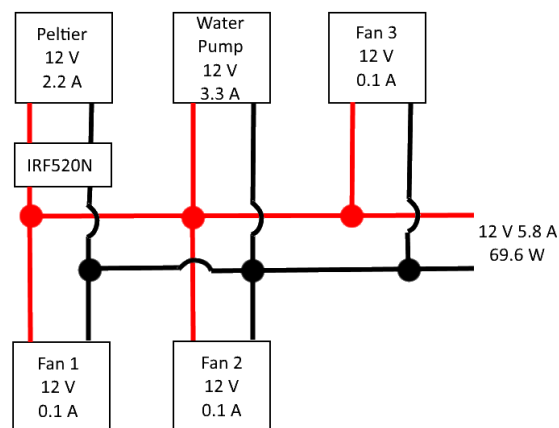 Peltier
12 V
2.2 A
Water
Pump
12 V
3.3 A
Fan 3
12 V
0.1 A
IRF520N
12 V 5.8 A
69.6 W
Fan 1
12 V
0.1 A
Fan 2
12 V
0.1 A